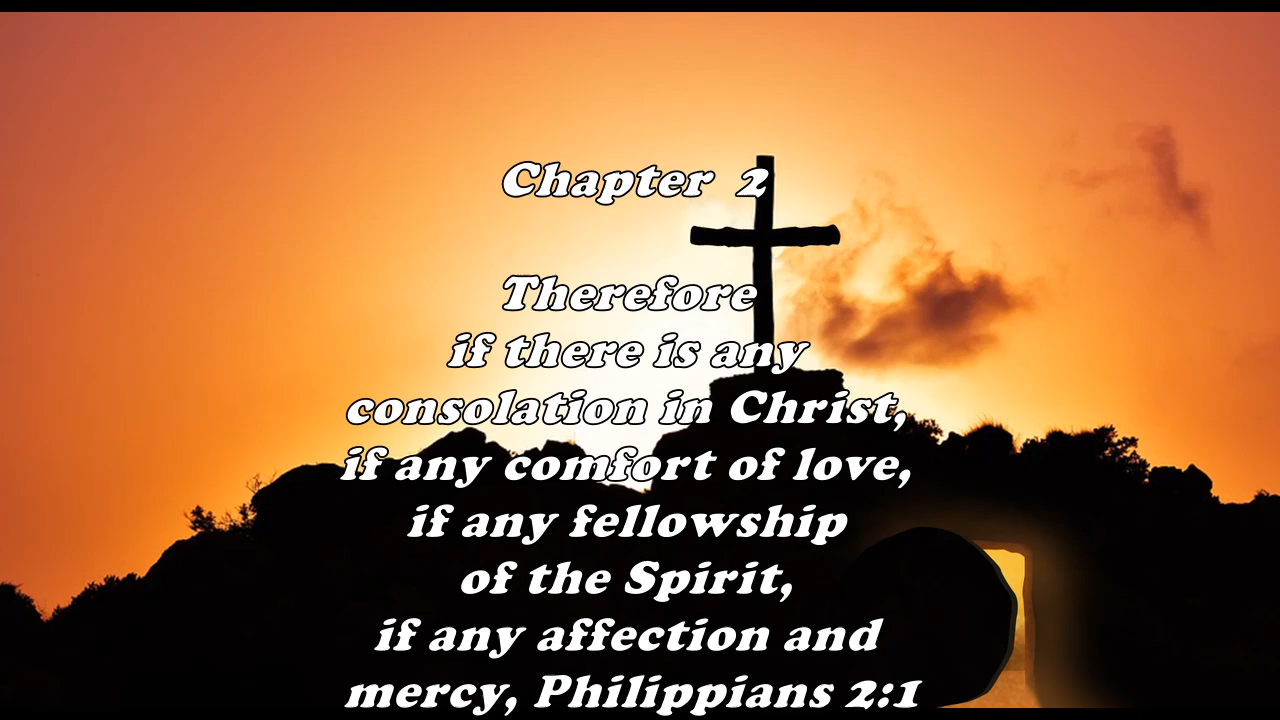 Chapter  2
Therefore
if there is any
consolation in Christ,
if any comfort of love,
if any fellowship
of the Spirit,
if any affection and
mercy, Philippians 2:1